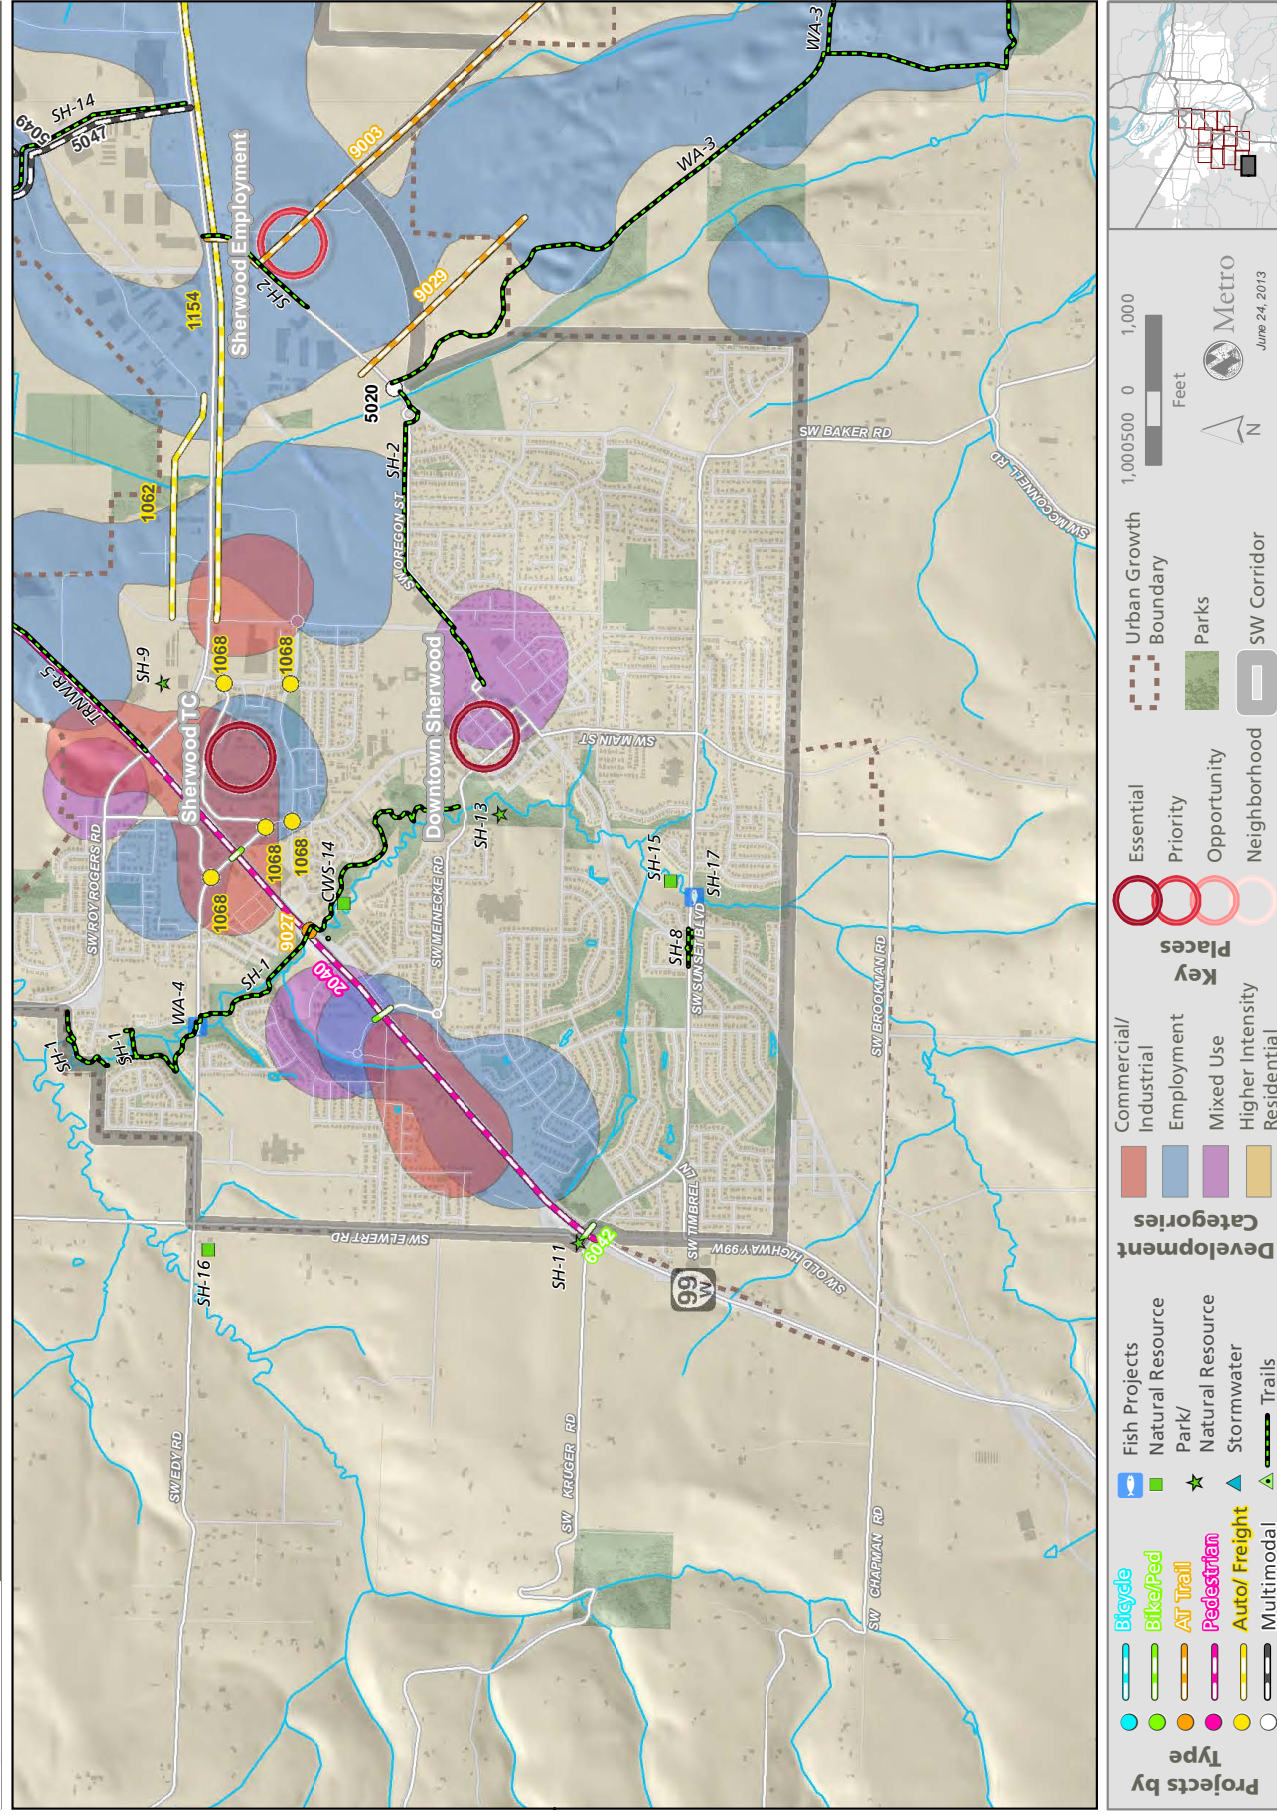 5049
SH-14
5047
WA-3
Sherwood Employment
9003
WA-3
1154
SH-2
9029
5020
1062
SH-2
SW OREGON ST
SW BAKER RD
SW MCCONNELL RD
TRNWR-5
SH-9
1068
1068
Sherwood TC
Downtown Sherwood
SW MAIN ST
SW ROY ROGERS RD
1068
1068
1068
SH-13
CWS-14
SW MEINECKE RD
9027
2040
SH-15
SH-17
SH-8
SW SUNSET BLVD
SW BROOKMAN RD
SH-1
WA-4
SH-1
SH-1
SW ELWERT RD
SW EDY RD
SH-16
SH-11
6042
SW TIMBREL LN
SW OLD HIGHWAY 99W
99
W
SW KRUGER RD
SW CHAPMAN RD
Projects by
Type
Bicycle
Bike/Ped
AT Trail
Pedestrian
Auto/ Freight
Multimodal
Fish Projects
Natural Resource
Park/
Natural Resource
Stormwater
Trails
Development
Categories
Commercial/
Industrial
Employment
Mixed Use
Higher Intensity
Residential
Key
Places
Essential
Priority
Opportunity
Neighborhood
Urban Growth
Boundary
Parks
SW Corridor
1,000500 0 1,000
Feet
N
Metro
June 24, 2013